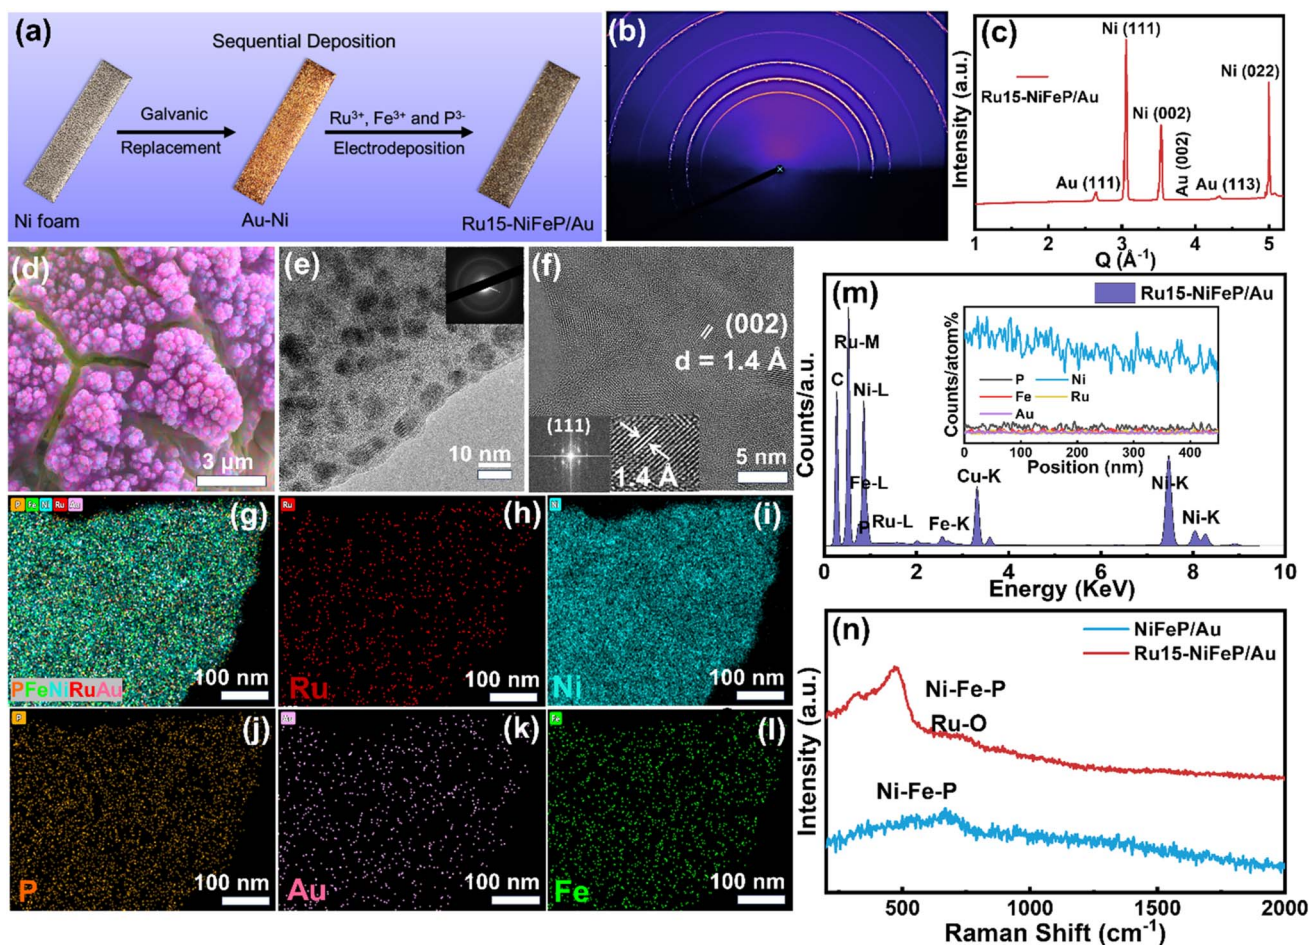 (a)
Sequential Deposition
Galvanic
Replacement
Ru³⁺, Fe³⁺ and P³⁻
Electrodeposition
Ni foam
Au-Ni
Ru15-NiFeP/Au
(b)
(c)
Intensity (a.u.)
Ru15-NiFeP/Au
Au (111)
Ni (111)
Ni (002)
Au (002)
Au (113)
Ni (022)
1 2 3 4 5
Q (Å⁻¹)
(d)
3 µm
(e)
10 nm
(f)
(002)
d = 1.4 Å
(111)
1.4 Å
5 nm
(g)
P Fe Ni Ru Au
PFeNiRuAu
100 nm
(h)
Ru
Ru
100 nm
(i)
Ni
Ni
100 nm
(j)
P
P
100 nm
(k)
Au
Au
100 nm
(l)
Fe
Fe
100 nm
(m)
Ru15-NiFeP/Au
Counts/a.u.
C
Ru-M
Ni-L
Fe-L
P
Ru-L
Fe-K
Cu-K
Ni-K
Ni-K
0 2 4 6 8 10
Energy (KeV)
Counts/atom%
P
Ni
Fe
Ru
Au
0 100 200 300 400
Position (nm)
(n)
NiFeP/Au
Ru15-NiFeP/Au
Intensity (a.u.)
Ni-Fe-P
Ru-O
Ni-Fe-P
500 1000 1500 2000
Raman Shift (cm⁻¹)